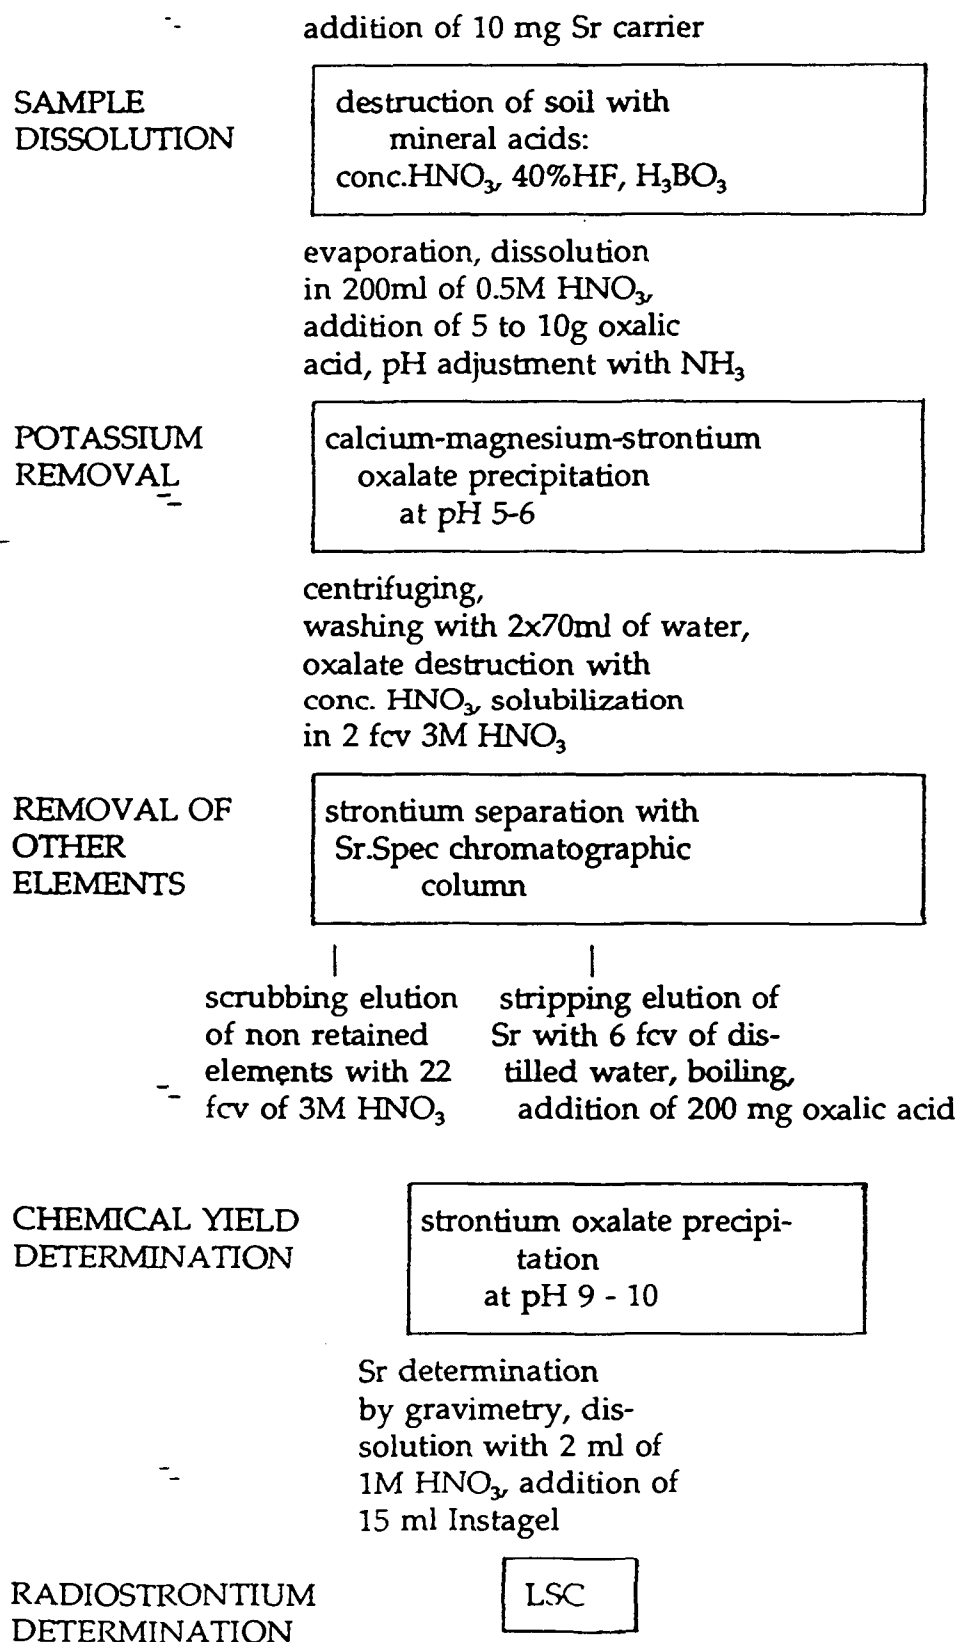 addition of 10 mg Sr carrier
SAMPLE
DISSOLUTION
destruction of soil with
mineral acids:
conc.HNO₃, 40%HF, H₃BO₃
evaporation, dissolution
in 200ml of 0.5M HNO₃,
addition of 5 to 10g oxalic
acid, pH adjustment with NH₃
POTASSIUM
REMOVAL
calcium-magnesium-strontium
oxalate precipitation
at pH 5-6
centrifuging,
washing with 2x70ml of water,
oxalate destruction with
conc. HNO₃, solubilization
in 2 fcv 3M HNO₃
REMOVAL OF
OTHER
ELEMENTS
strontium separation with
Sr.Spec chromatographic
column
scrubbing elution
of non retained
elements with 22
fcv of 3M HNO₃
stripping elution of
Sr with 6 fcv of dis-
tilled water, boiling,
addition of 200 mg oxalic acid
CHEMICAL YIELD
DETERMINATION
strontium oxalate precipi-
tation
at pH 9 - 10
Sr determination
by gravimetry, dis-
solution with 2 ml of
1M HNO₃, addition of
15 ml Instagel
RADIOSTRONTIUM
DETERMINATION
LSC